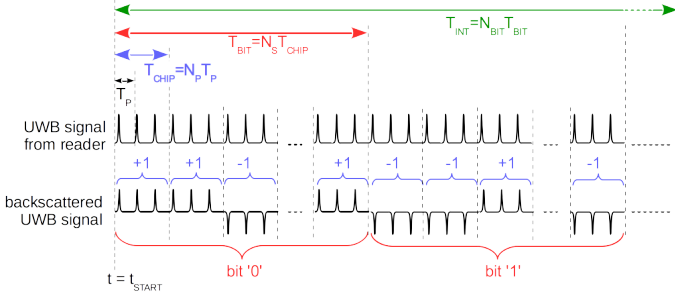 T_INT=N_BIT T_BIT
T_BIT=N_S T_CHIP
T_CHIP=N_P T_P
T_P
UWB signal
from reader
+1 +1 -1 +1 -1 -1 +1 -1
backscattered
UWB signal
bit '0' bit '1'
t = t_START